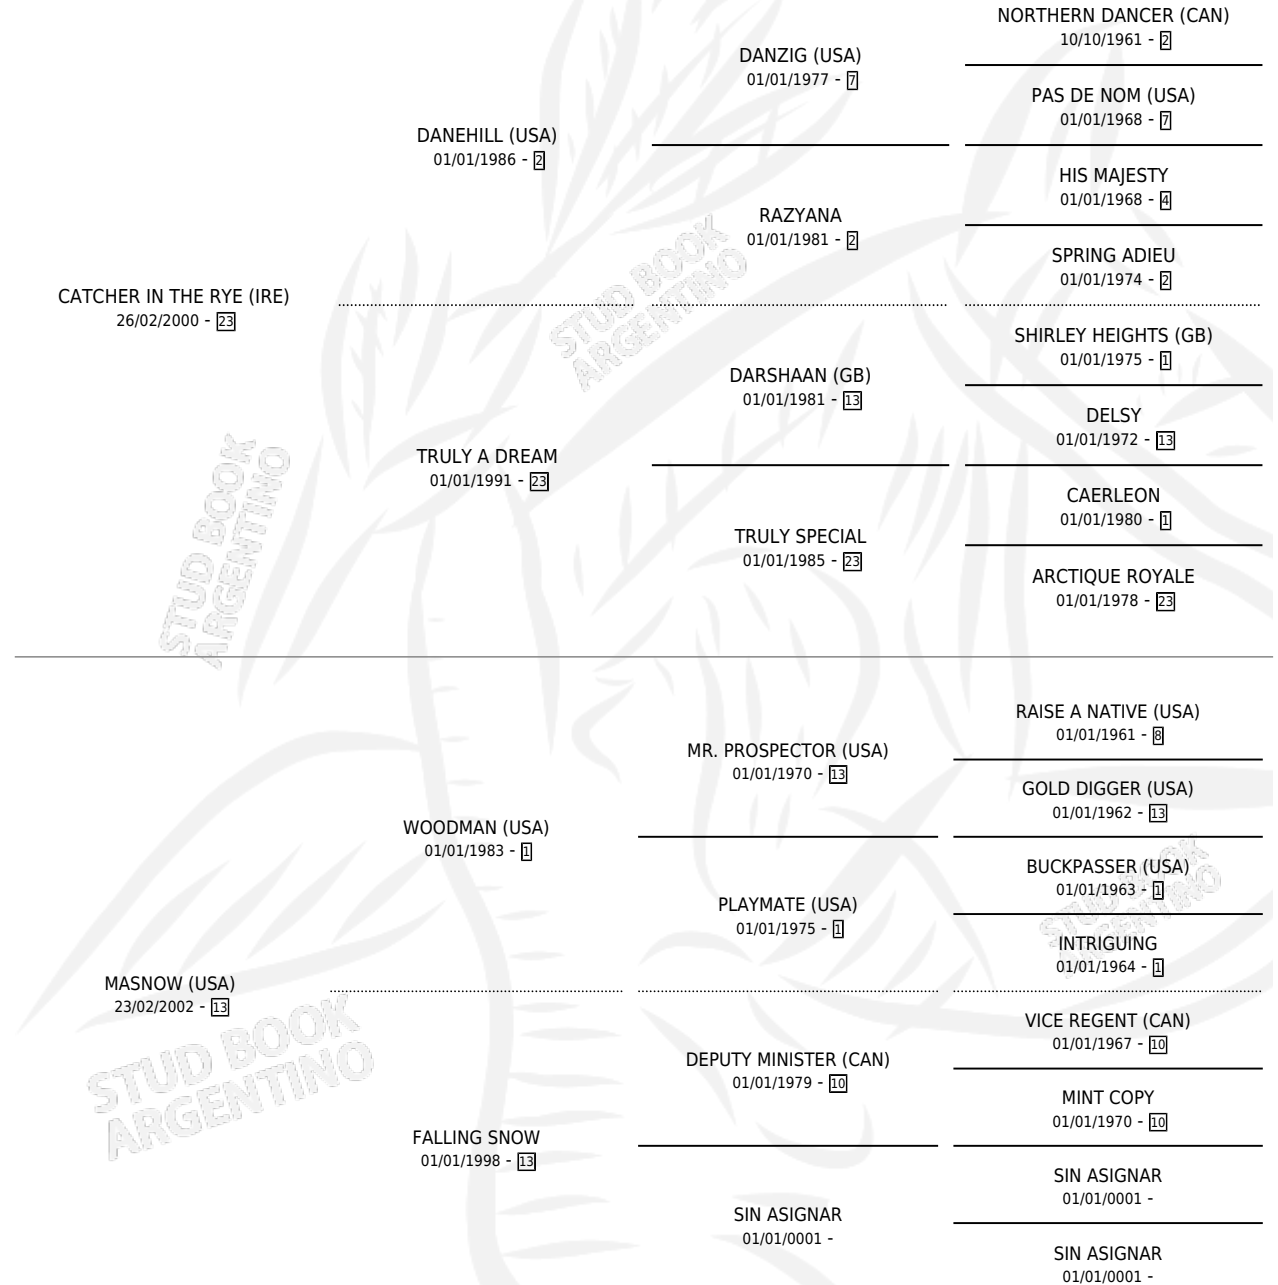 NORTHERN DANCER (CAN)
10/10/1961 - 2
DANZIG (USA)
01/01/1977 - 7
PAS DE NOM (USA)
01/01/1968 - 7
DANEHILL (USA)
01/01/1986 - 2
HIS MAJESTY
01/01/1968 - 4
RAZYANA
01/01/1981 - 2
SPRING ADIEU
01/01/1974 - 2
CATCHER IN THE RYE (IRE)
26/02/2000 - 23
SHIRLEY HEIGHTS (GB)
01/01/1975 - 1
DARSHAAN (GB)
01/01/1981 - 13
DELSY
01/01/1972 - 13
TRULY A DREAM
01/01/1991 - 23
CAERLEON
01/01/1980 - 1
TRULY SPECIAL
01/01/1985 - 23
ARCTIQUE ROYALE
01/01/1978 - 23
RAISE A NATIVE (USA)
01/01/1961 - 8
MR. PROSPECTOR (USA)
01/01/1970 - 13
GOLD DIGGER (USA)
01/01/1962 - 13
WOODMAN (USA)
01/01/1983 - 1
BUCKPASSER (USA)
01/01/1963 - 1
PLAYMATE (USA)
01/01/1975 - 1
INTRIGUING
01/01/1964 - 1
MASNOW (USA)
23/02/2002 - 13
VICE REGENT (CAN)
01/01/1967 - 10
DEPUTY MINISTER (CAN)
01/01/1979 - 10
MINT COPY
01/01/1970 - 10
FALLING SNOW
01/01/1998 - 13
SIN ASIGNAR
01/01/0001 -
SIN ASIGNAR
01/01/0001 -
SIN ASIGNAR
01/01/0001 -
STUD BOOK
ARGENTINO
STUD BOOK
ARGENTINO
STUD BOOK
ARGENTINO
STUD BOOK
ARGENTINO